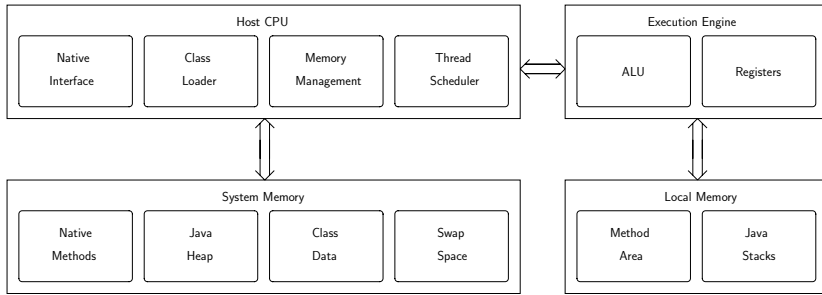 Host CPU
Native
Interface
Class
Loader
Memory
Management
Thread
Scheduler
Execution Engine
ALU
Registers
System Memory
Native
Methods
Java
Heap
Class
Data
Swap
Space
Local Memory
Method
Area
Java
Stacks